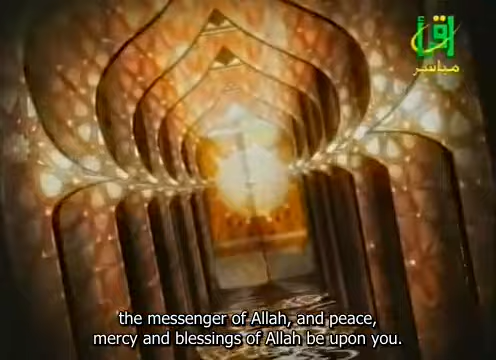 اقرأ
مباشر
the messenger of Allah, and peace,
mercy and blessings of Allah be upon you.